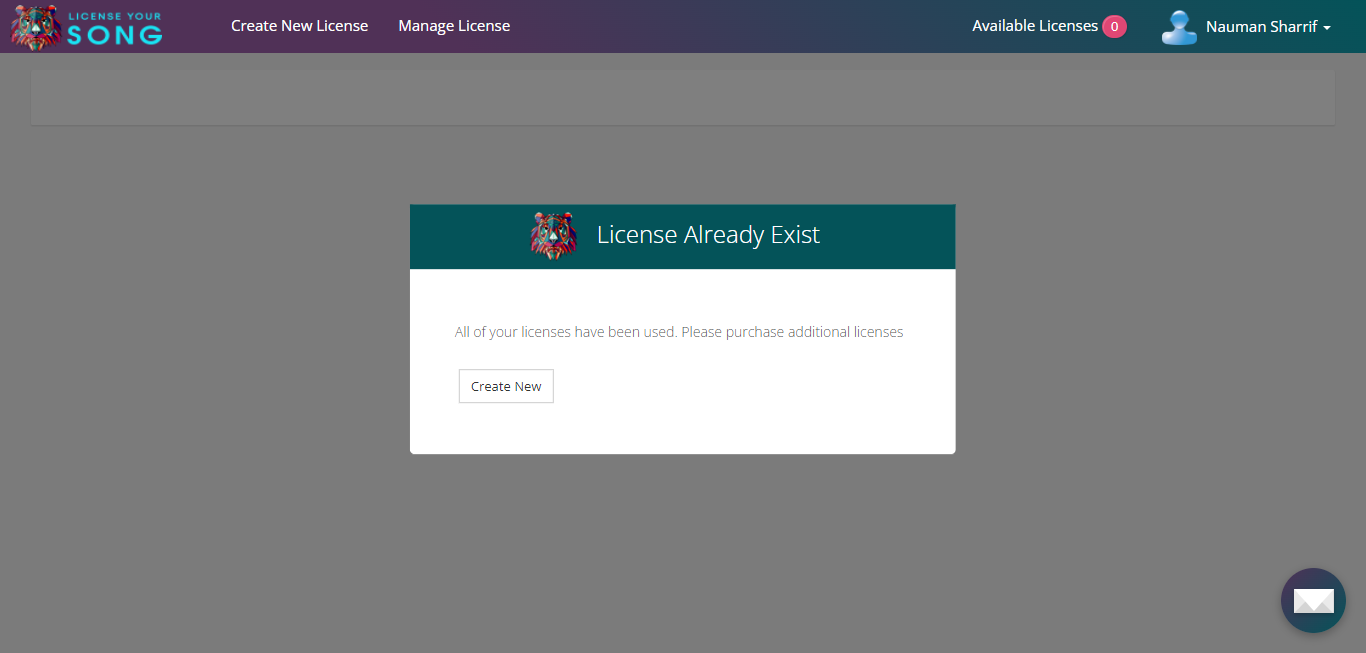 LICENSE YOUR
SONG
Create New License
Manage License
Available Licenses 0
Nauman Sharrif
License Already Exist
All of your licenses have been used. Please purchase additional licenses
Create New